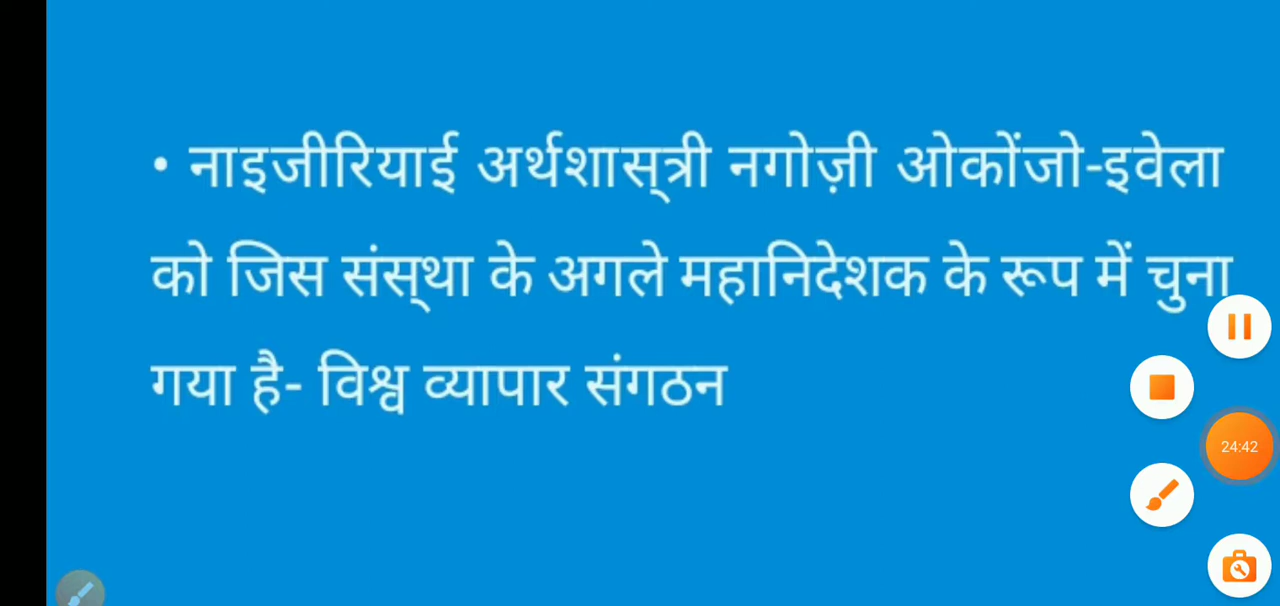 • नाइजीरियाई अर्थशास्त्री नगोज़ी ओकोंजो-इवेला
को जिस संस्था के अगले महानिदेशक के रूप में चुना
गया है- विश्व व्यापार संगठन
24:42